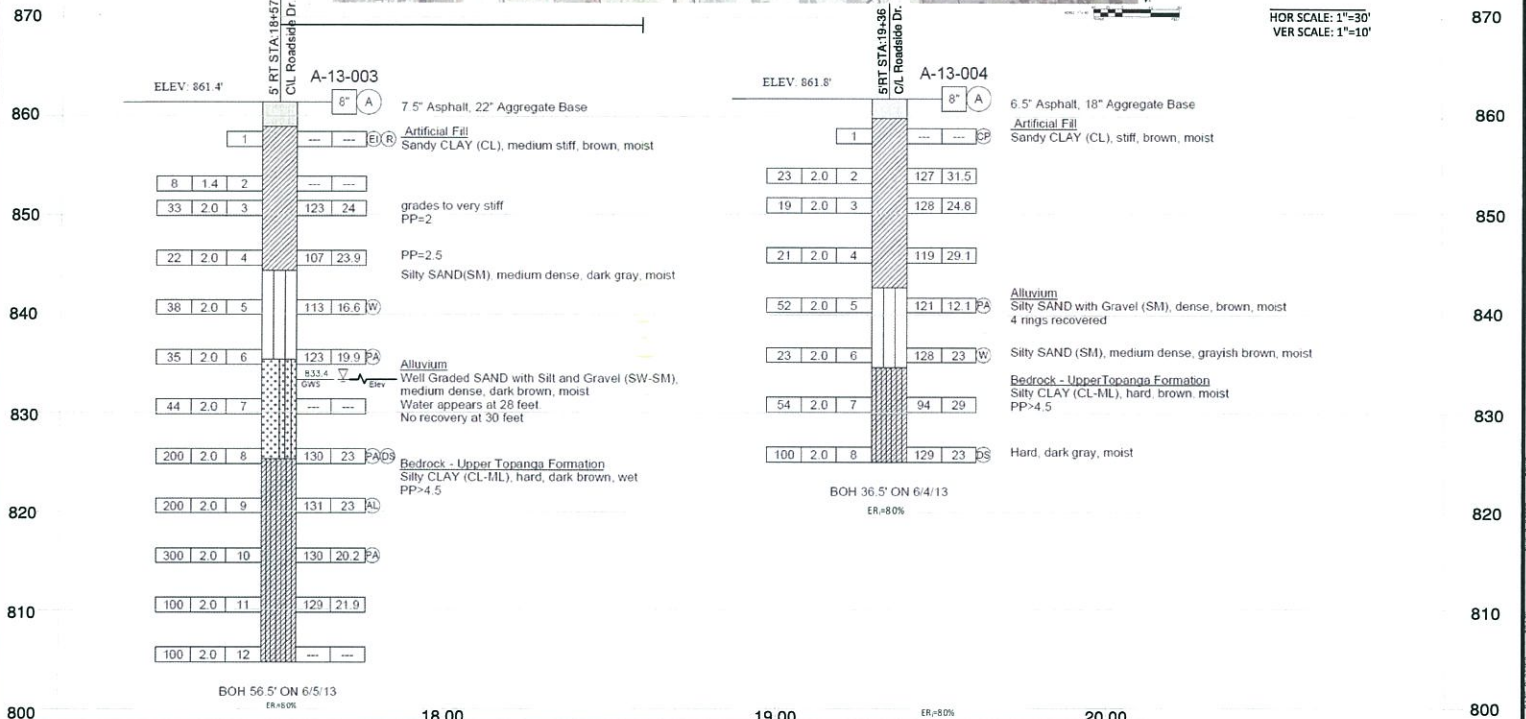 870
870
HOR SCALE: 1"=30'
VER SCALE: 1"=10'
5' RT STA:18+57
C\L Roadside Dr.
ELEV: 861.4'
A-13-003
8" A
7.5" Asphalt, 22" Aggregate Base
860
Artificial Fill
1 --- --- EI R
Sandy CLAY (CL), medium stiff, brown, moist
8 1.4 2 --- ---
33 2.0 3 123 24
grades to very stiff
PP=2
850
22 2.0 4 107 23.9
PP=2.5
Silty SAND(SM), medium dense, dark gray, moist
38 2.0 5 113 16.6 W
840
35 2.0 6 123 19.9 PA
Alluvium
833.4
GWS
Elev
Well Graded SAND with Silt and Gravel (SW-SM),
medium dense, dark brown, moist
Water appears at 28 feet
No recovery at 30 feet
44 2.0 7 --- ---
830
200 2.0 8 130 23 PA DS
Bedrock - Upper Topanga Formation
Silty CLAY (CL-ML), hard, dark brown, wet
PP>4.5
200 2.0 9 131 23 AL
820
300 2.0 10 130 20.2 PA
100 2.0 11 129 21.9
810
100 2.0 12 --- ---
BOH 56.5' ON 6/5/13
ERᵢ=80%
800
18.00
5'RT STA:19+36
C/L Roadside Dr.
ELEV: 861.8'
A-13-004
8" A
6.5" Asphalt, 18" Aggregate Base
860
Artificial Fill
1 --- --- CP
Sandy CLAY (CL), stiff, brown, moist
23 2.0 2 127 31.5
19 2.0 3 128 24.8
850
21 2.0 4 119 29.1
Alluvium
52 2.0 5 121 12.1 PA
Silty SAND with Gravel (SM), dense, brown, moist
4 rings recovered
840
23 2.0 6 128 23 W
Silty SAND (SM), medium dense, grayish brown, moist
Bedrock - UpperTopanga Formation
Silty CLAY (CL-ML), hard, brown, moist
54 2.0 7 94 29
PP>4.5
830
100 2.0 8 129 23 DS
Hard, dark gray, moist
BOH 36.5' ON 6/4/13
ERᵢ=80%
820
810
19.00
ERᵢ=80%
20.00
800